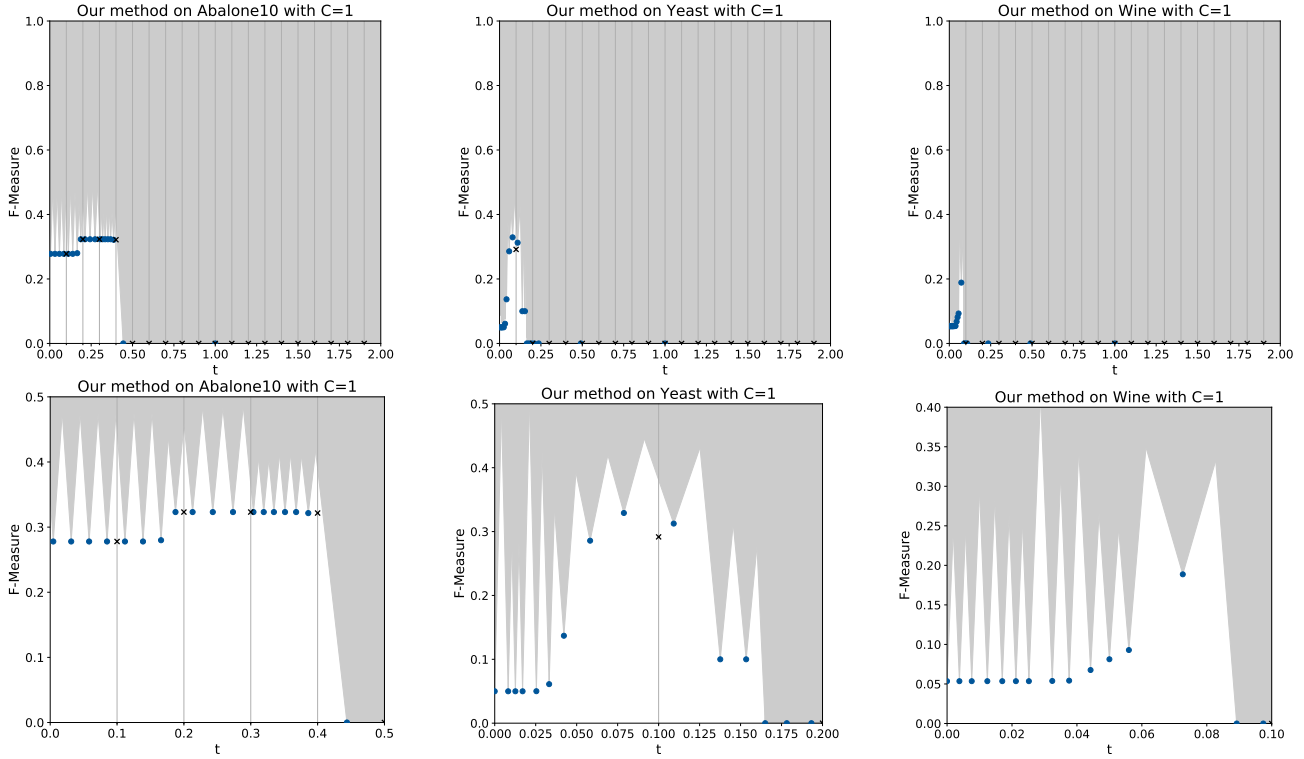 Our method on Abalone10 with C=1
1.0
0.8
0.6
0.4
0.2
0.0
F-Measure
0.00 0.25 0.50 0.75 1.00 1.25 1.50 1.75 2.00
t
Our method on Yeast with C=1
1.0
0.8
0.6
0.4
0.2
0.0
F-Measure
0.00 0.25 0.50 0.75 1.00 1.25 1.50 1.75 2.00
t
Our method on Wine with C=1
1.0
0.8
0.6
0.4
0.2
0.0
F-Measure
0.00 0.25 0.50 0.75 1.00 1.25 1.50 1.75 2.00
t
Our method on Abalone10 with C=1
0.5
0.4
0.3
0.2
0.1
0.0
F-Measure
0.0 0.1 0.2 0.3 0.4 0.5
t
Our method on Yeast with C=1
0.5
0.4
0.3
0.2
0.1
0.0
F-Measure
0.000 0.025 0.050 0.075 0.100 0.125 0.150 0.175 0.200
t
Our method on Wine with C=1
0.40
0.35
0.30
0.25
0.20
0.15
0.10
0.05
0.00
F-Measure
0.00 0.02 0.04 0.06 0.08 0.10
t